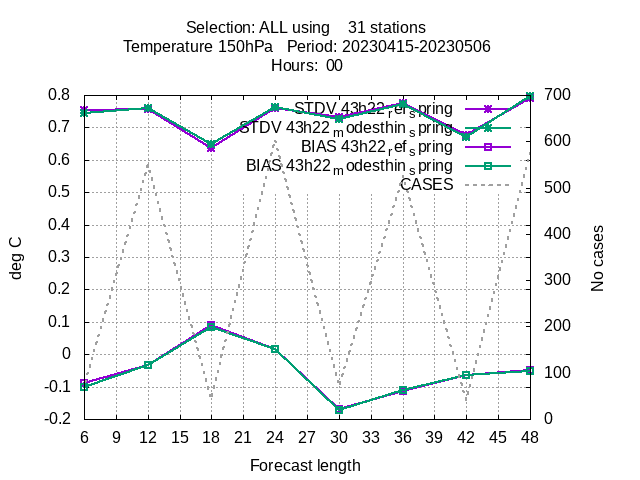 Selection: ALL using 31 stations
Temperature 150hPa Period: 20230415-20230506
Hours: 00
0.8
0.7
0.6
0.5
0.4
0.3
0.2
0.1
0
-0.1
-0.2
deg C
STDV 43h22_ref_spring
STDV 43h22_modesthin_spring
BIAS 43h22_ref_spring
BIAS 43h22_modesthin_spring
CASES
700
600
500
400
300
200
100
0
No cases
6 9 12 15 18 21 24 27 30 33 36 39 42 45 48
Forecast length